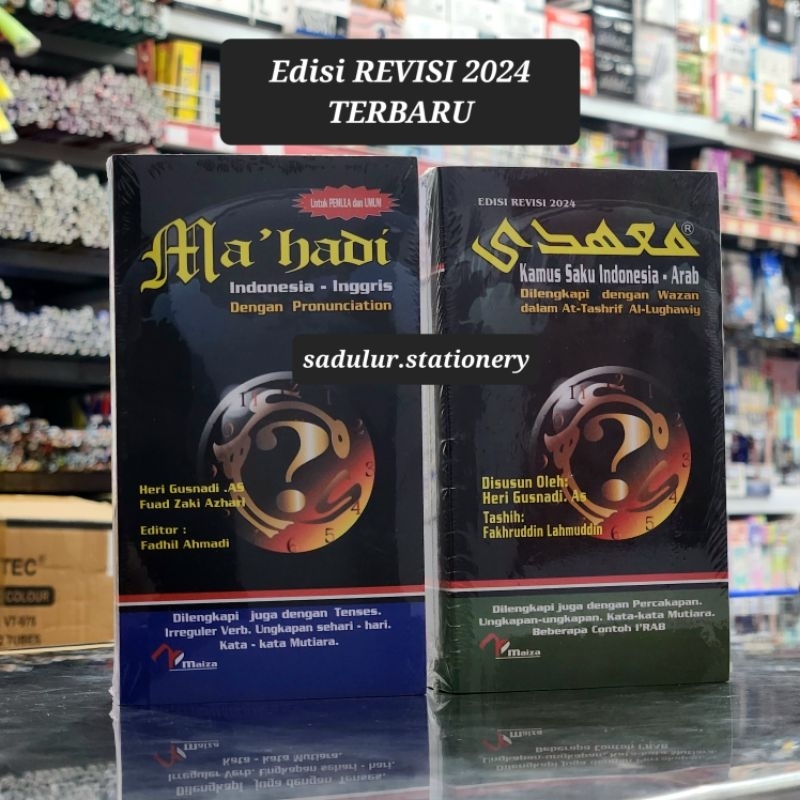 Edisi REVISI 2024
TERBARU
Untuk PEMULA dan UMUM
Ma'hadi
Indonesia - Inggris
Dengan Pronunciation
Heri Gusnadi .AS
Fuad Zaki Azhari
Editor :
Fadhil Ahmadi
Dilengkapi juga dengan Tenses.
Irreguler Verb. Ungkapan sehari - hari.
Kata - kata Mutiara.
Maiza
EDISI REVISI 2024
معهدى®
Kamus Saku Indonesia - Arab
Dilengkapi dengan Wazan
dalam At-Tashrif Al-Lughawiy
sadulur.stationery
Disusun Oleh:
Heri Gusnadi. As
Tashih:
Fakhruddin Lahmuddin
Dilengkapi juga dengan Percakapan.
Ungkapan-ungkapan. Kata-kata Mutiara.
Beberapa Contoh I'RAB
Maiza
TEC
COLOUR